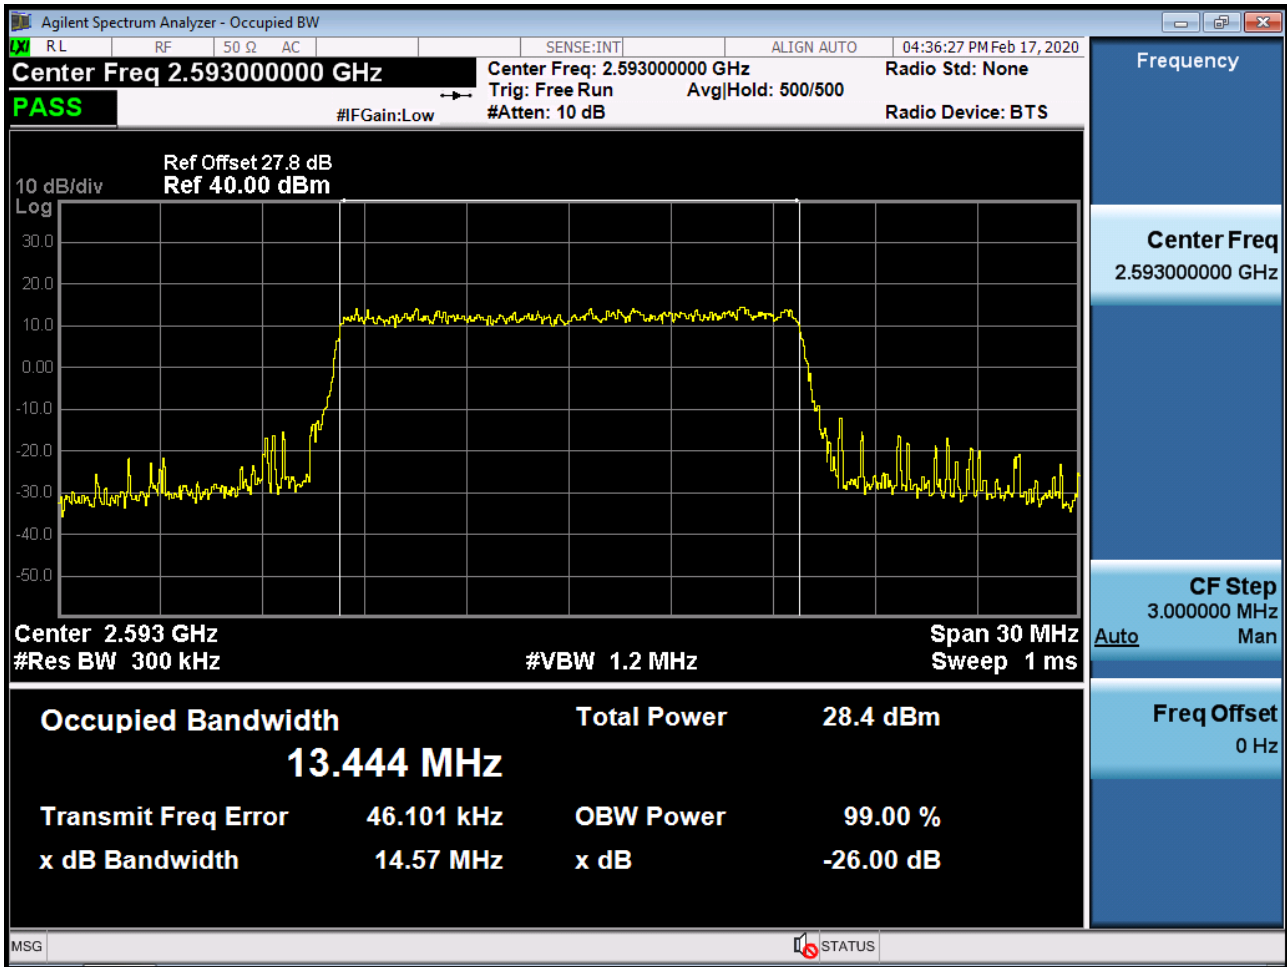 Agilent Spectrum Analyzer - Occupied BW
LXI RL RF 50 Ω AC SENSE:INT ALIGN AUTO 04:36:27 PM Feb 17, 2020
Center Freq 2.593000000 GHz
PASS
#IFGain:Low
Center Freq: 2.593000000 GHz
Trig: Free Run Avg|Hold: 500/500
#Atten: 10 dB
Radio Std: None
Radio Device: BTS
Ref Offset 27.8 dB
10 dB/div Ref 40.00 dBm
Log
30.0
20.0
10.0
0.00
-10.0
-20.0
-30.0
-40.0
-50.0
Center 2.593 GHz Span 30 MHz
#Res BW 300 kHz #VBW 1.2 MHz Sweep 1 ms
Occupied Bandwidth Total Power 28.4 dBm
13.444 MHz
Transmit Freq Error 46.101 kHz OBW Power 99.00 %
x dB Bandwidth 14.57 MHz x dB -26.00 dB
MSG STATUS
Frequency
Center Freq
2.593000000 GHz
CF Step
3.000000 MHz
Auto Man
Freq Offset
0 Hz